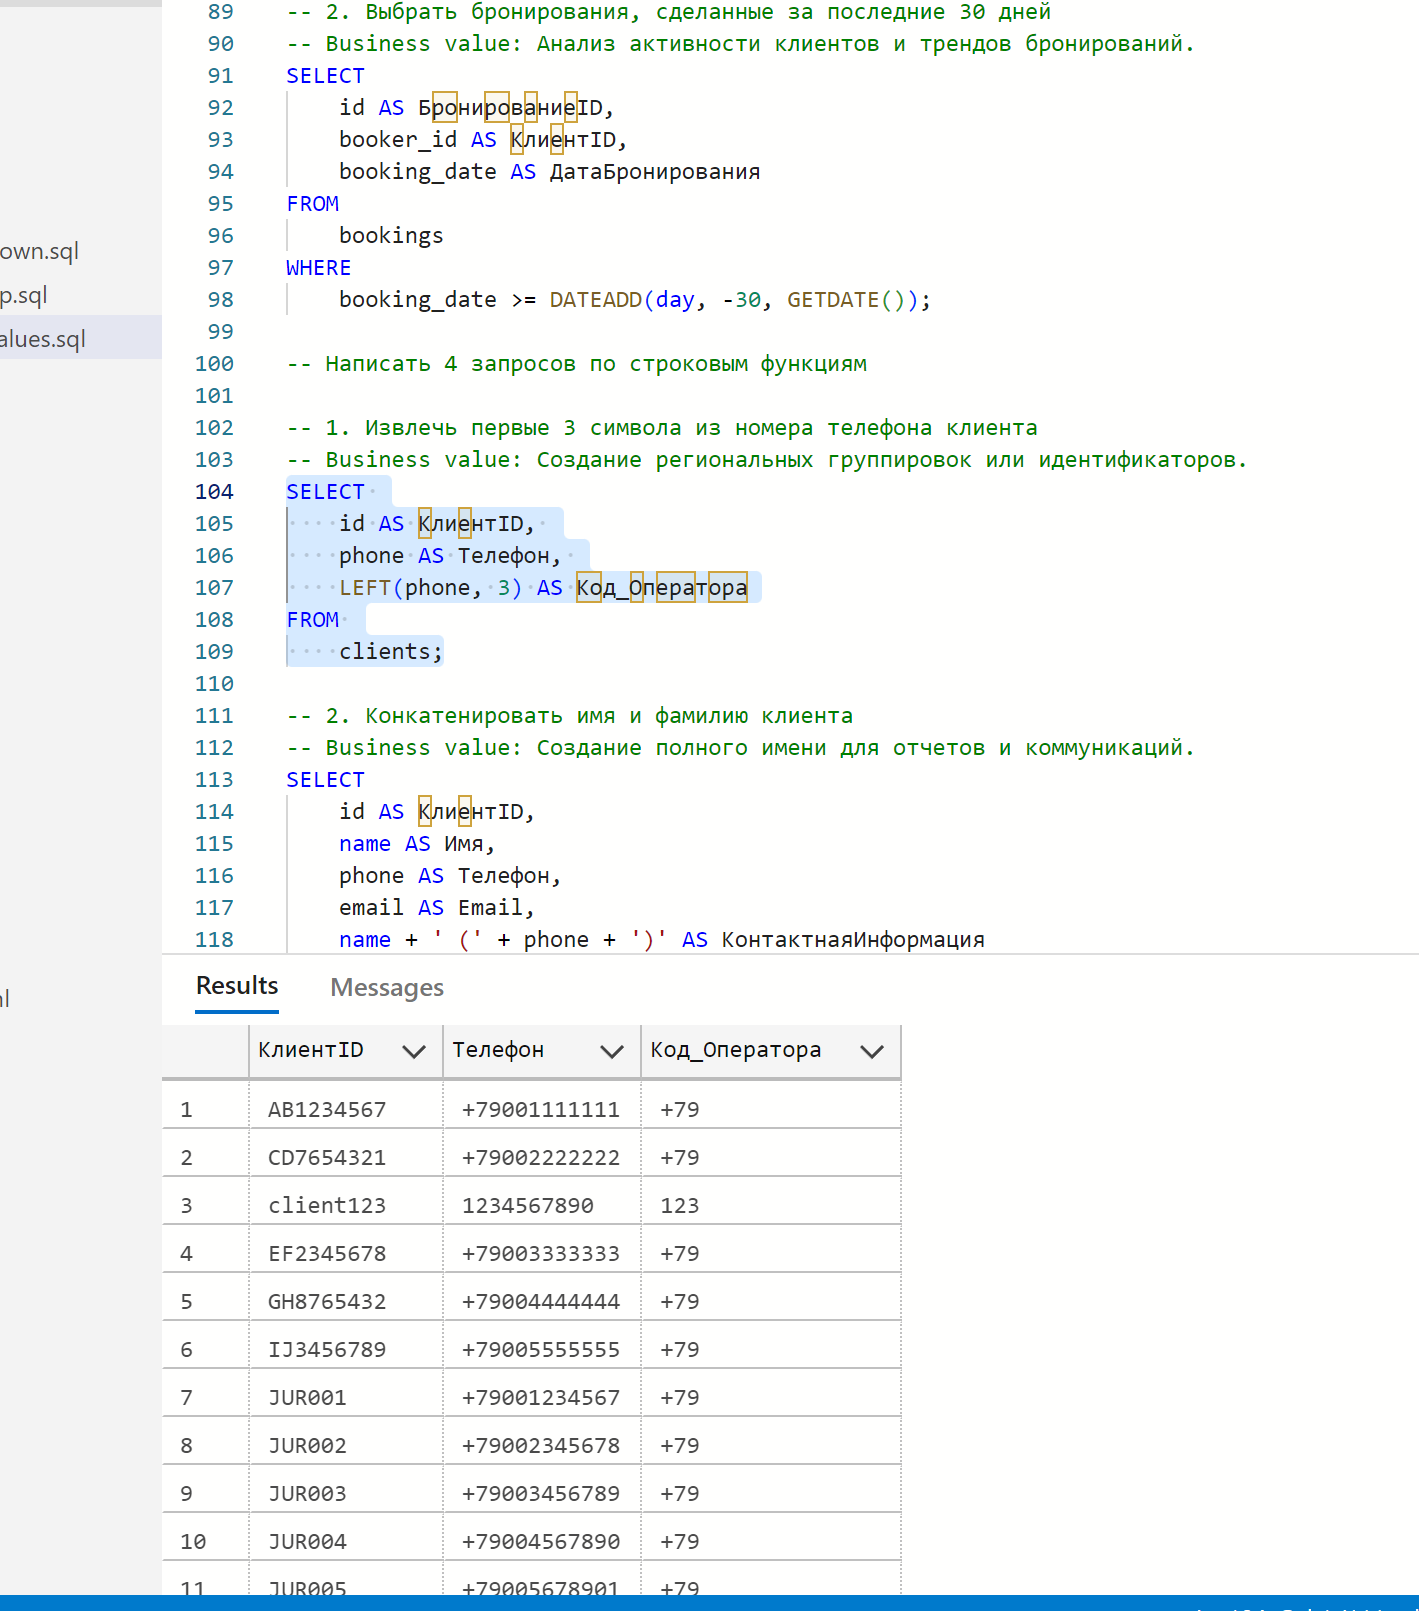 89 -- 2. Выбрать бронирования, сделанные за последние 30 дней
90 -- Business value: Анализ активности клиентов и трендов бронирований.
91 SELECT
92 id AS БронированиеID,
93 booker_id AS КлиентID,
94 booking_date AS ДатаБронирования
95 FROM
96 bookings
97 WHERE
98 booking_date >= DATEADD(day, -30, GETDATE());
99
100 -- Написать 4 запросов по строковым функциям
101
102 -- 1. Извлечь первые 3 символа из номера телефона клиента
103 -- Business value: Создание региональных группировок или идентификаторов.
104 SELECT
105 id AS КлиентID,
106 phone AS Телефон,
107 LEFT(phone, 3) AS Код_Оператора
108 FROM
109 clients;
110
111 -- 2. Конкатенировать имя и фамилию клиента
112 -- Business value: Создание полного имени для отчетов и коммуникаций.
113 SELECT
114 id AS КлиентID,
115 name AS Имя,
116 phone AS Телефон,
117 email AS Email,
118 name + ' (' + phone + ')' AS КонтактнаяИнформация
own.sql
p.sql
alues.sql
Results Messages
КлиентID Телефон Код_Оператора
1 AB1234567 +79001111111 +79
2 CD7654321 +79002222222 +79
3 client123 1234567890 123
4 EF2345678 +79003333333 +79
5 GH8765432 +79004444444 +79
6 IJ3456789 +79005555555 +79
7 JUR001 +79001234567 +79
8 JUR002 +79002345678 +79
9 JUR003 +79003456789 +79
10 JUR004 +79004567890 +79
11 JUR005 +79005678901 +79